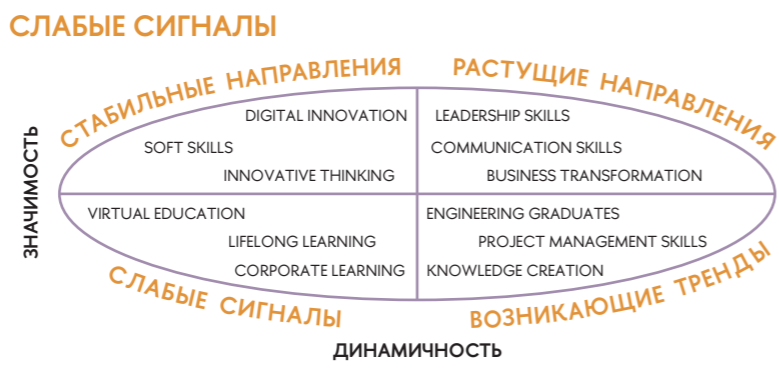 СЛАБЫЕ СИГНАЛЫ
СТАБИЛЬНЫЕ НАПРАВЛЕНИЯ
РАСТУЩИЕ НАПРАВЛЕНИЯ
ЗНАЧИМОСТЬ
DIGITAL INNOVATION
SOFT SKILLS
INNOVATIVE THINKING
LEADERSHIP SKILLS
COMMUNICATION SKILLS
BUSINESS TRANSFORMATION
VIRTUAL EDUCATION
LIFELONG LEARNING
CORPORATE LEARNING
ENGINEERING GRADUATES
PROJECT MANAGEMENT SKILLS
KNOWLEDGE CREATION
СЛАБЫЕ СИГНАЛЫ
ВОЗНИКАЮЩИЕ ТРЕНДЫ
ДИНАМИЧНОСТЬ